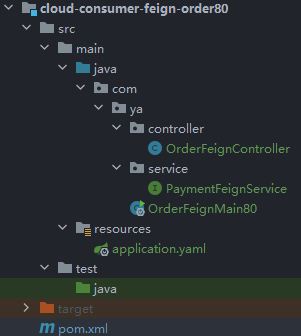 cloud-consumer-feign-order80
src
main
java
com
ya
controller
OrderFeignController
service
PaymentFeignService
OrderFeignMain80
resources
application.yaml
test
java
target
pom.xml